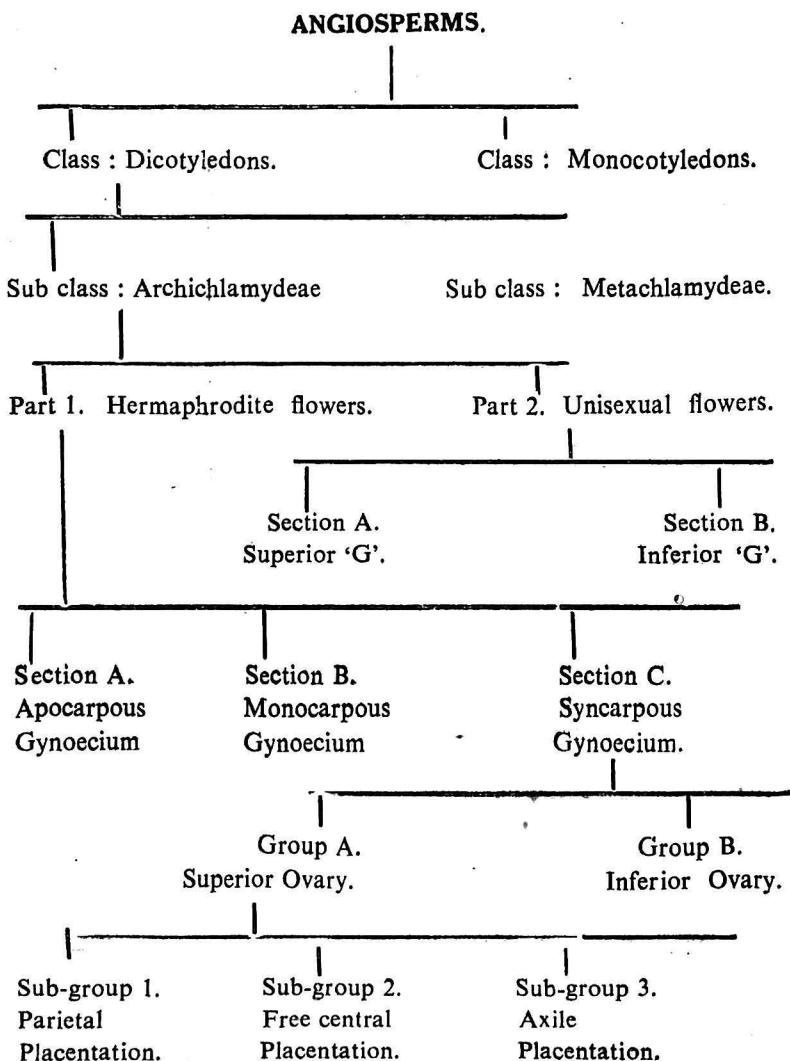 ANGIOSPERMS.
Class : Dicotyledons. Class : Monocotyledons.
Sub class : Archichlamydeae Sub class : Metachlamydeae.
Part 1. Hermaphrodite flowers. Part 2. Unisexual flowers.
Section A. Section B.
Superior ‘G’. Inferior ‘G’.
Section A. Section B. Section C.
Apocarpous Monocarpous Syncarpous
Gynoecium Gynoecium Gynoecium.
Group A. Group B.
Superior Ovary. Inferior Ovary.
Sub-group 1. Sub-group 2. Sub-group 3.
Parietal Free central Axile
Placentation. Placentation. Placentation.